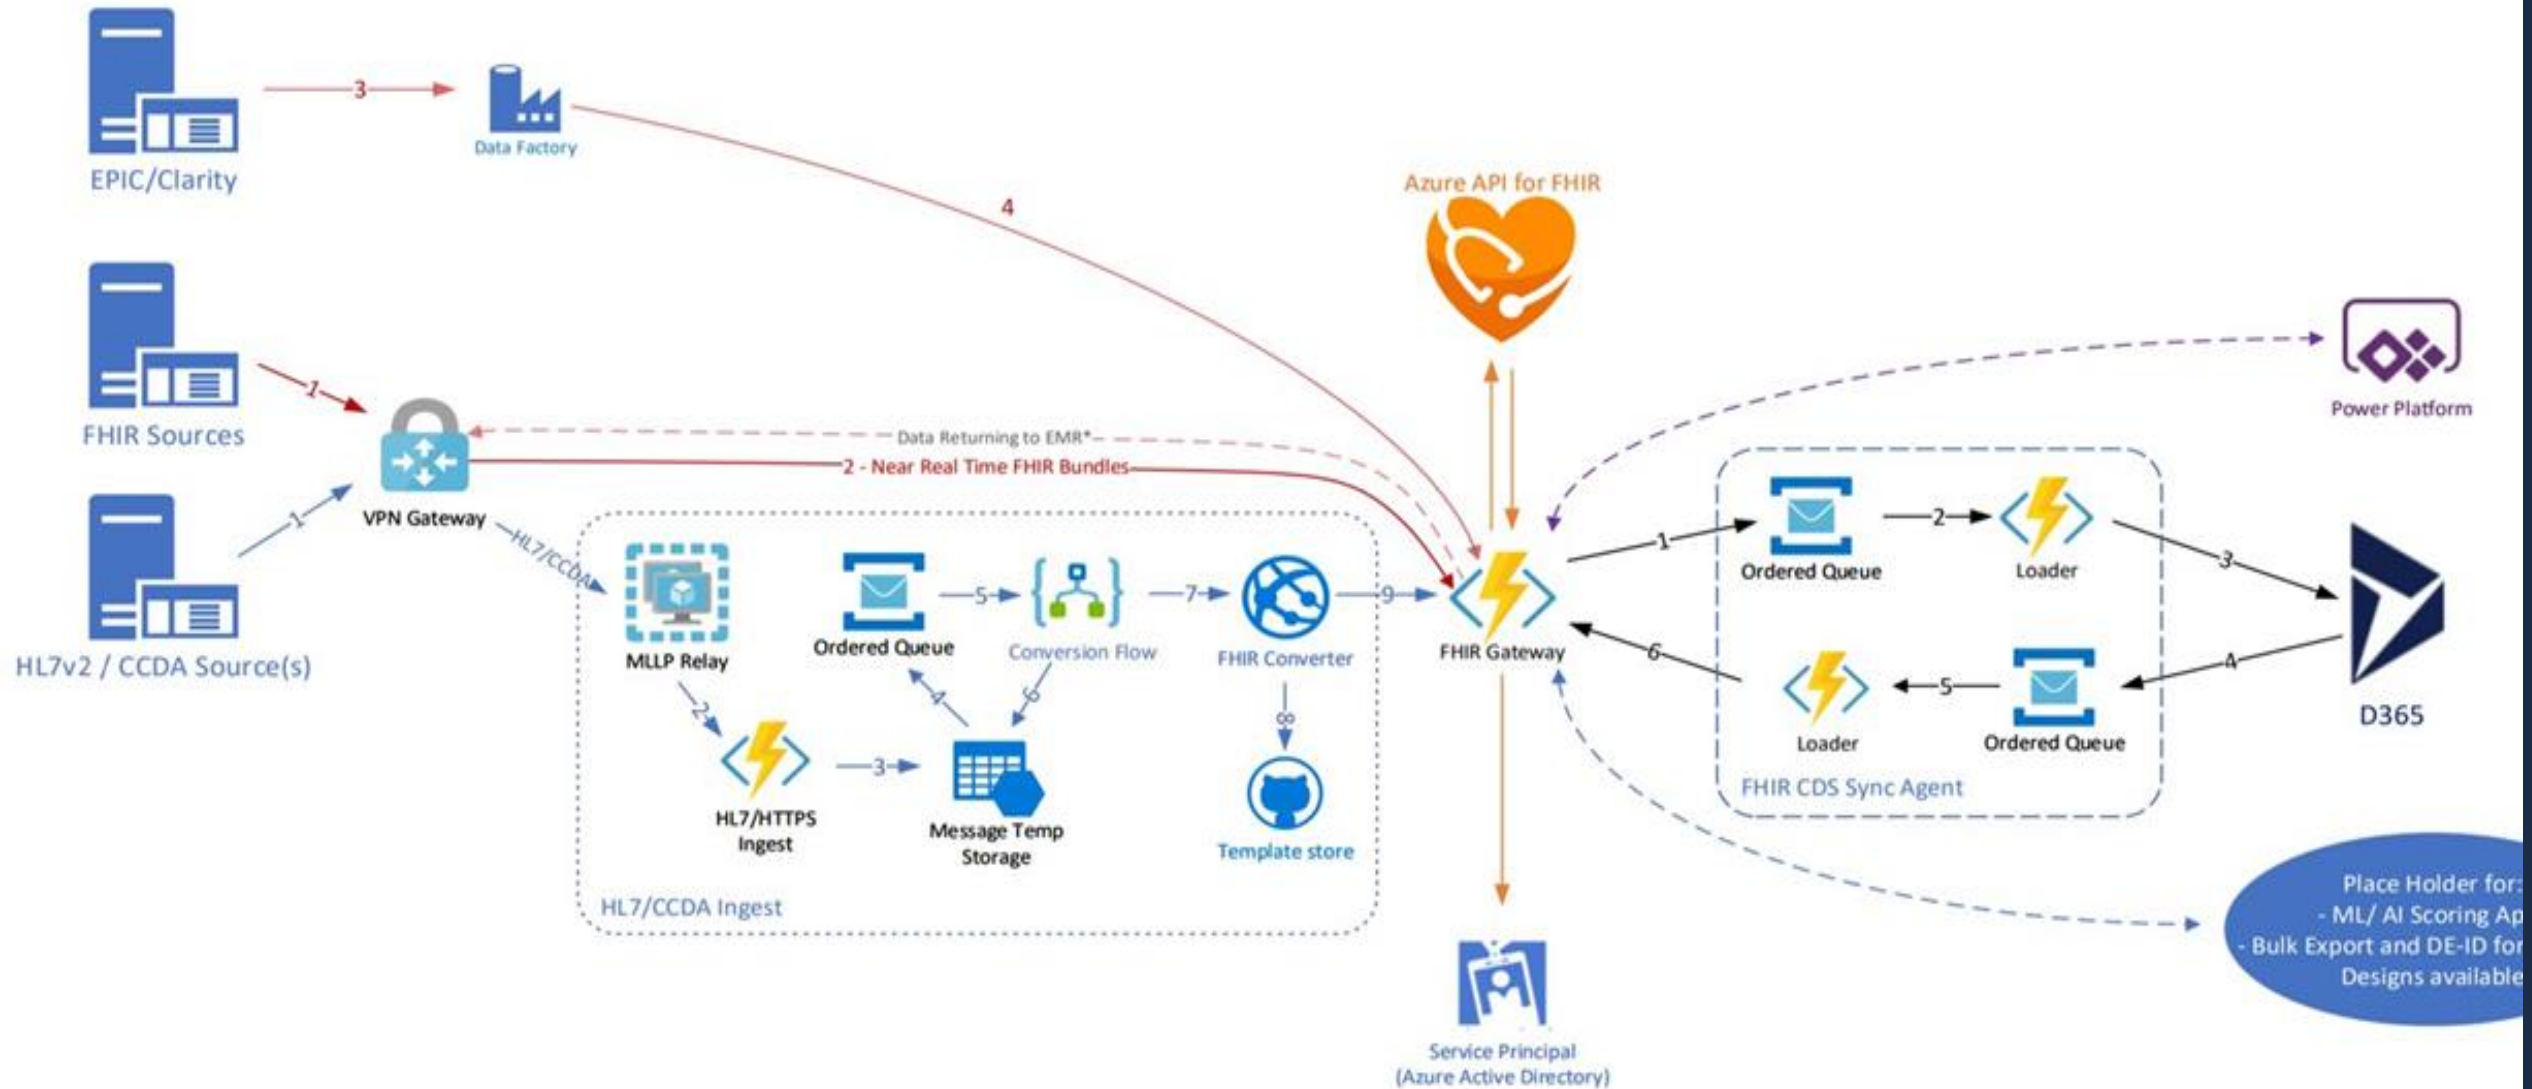 3
Data Factory
EPIC/Clarity
4
Azure API for FHIR
1
FHIR Sources
Data Returning to EMR*
2 - Near Real Time FHIR Bundles
Power Platform
VPN Gateway
1
HL7/CCDA
HL7v2 / CCDA Source(s)
MLLP Relay
Ordered Queue
5
Conversion Flow
7
FHIR Converter
9
FHIR Gateway
2
4
6
8
HL7/HTTPS
Ingest
3
Message Temp
Storage
Template store
HL7/CCDA Ingest
1
Ordered Queue
2
Loader
3
D365
4
Ordered Queue
5
Loader
6
FHIR CDS Sync Agent
Place Holder for:
- ML/ AI Scoring Ap
- Bulk Export and DE-ID for
Designs available
Service Principal
(Azure Active Directory)